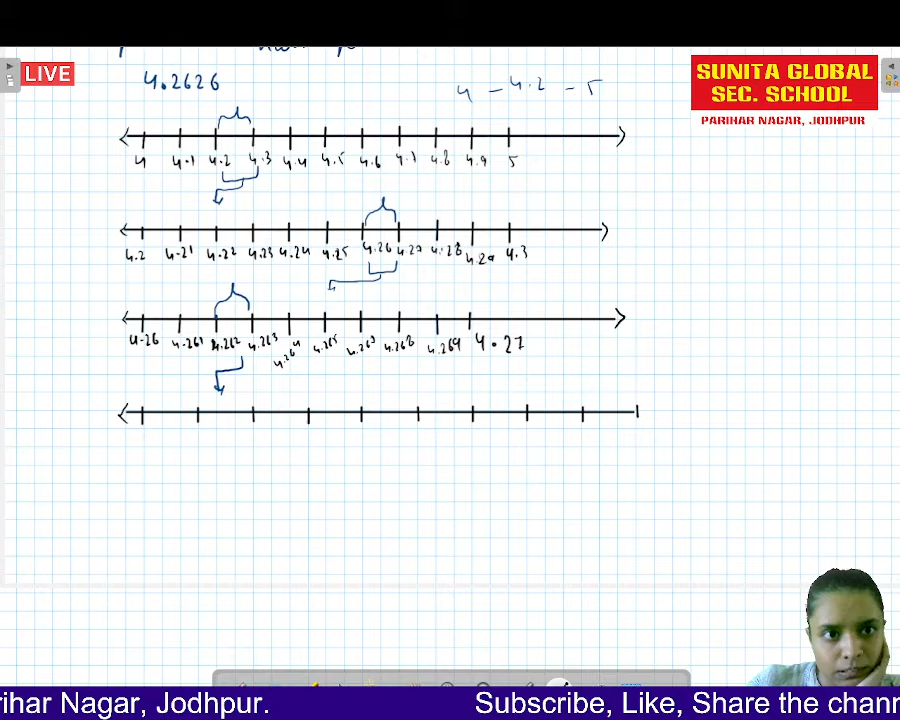 LIVE
4.2626
4 – 4.2 – 5
SUNITA GLOBAL
SEC. SCHOOL
PARIHAR NAGAR, JODHPUR
4 4.1 4.2 4.3 4.4 4.5 4.6 4.7 4.8 4.9 5
4.2 4.21 4.22 4.23 4.24 4.25 4.26 4.27 4.28 4.29 4.3
4.26 4.261 4.262 4.263 4.264 4.265 4.268 4.269 4.27
rihar Nagar, Jodhpur. Subscribe, Like, Share the chann